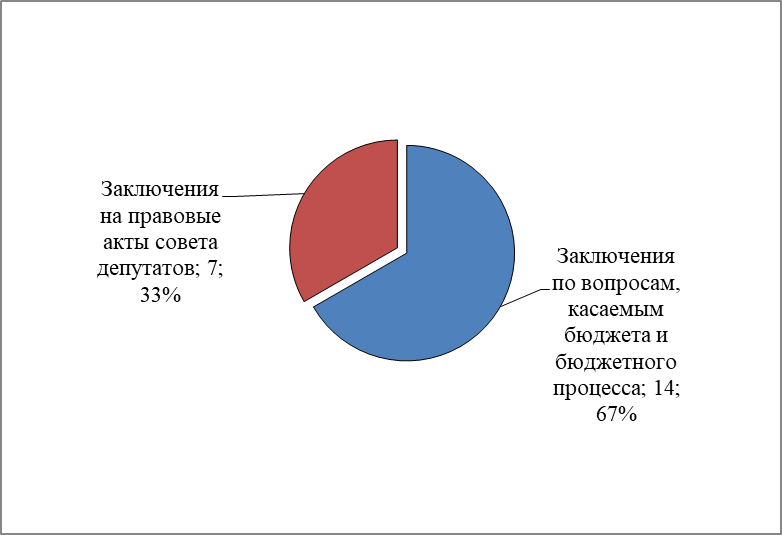 Заключения
на правовые
акты совета
депутатов; 7;
33%
Заключения
по вопросам,
касаемым
бюджета и
бюджетного
процесса; 14;
67%